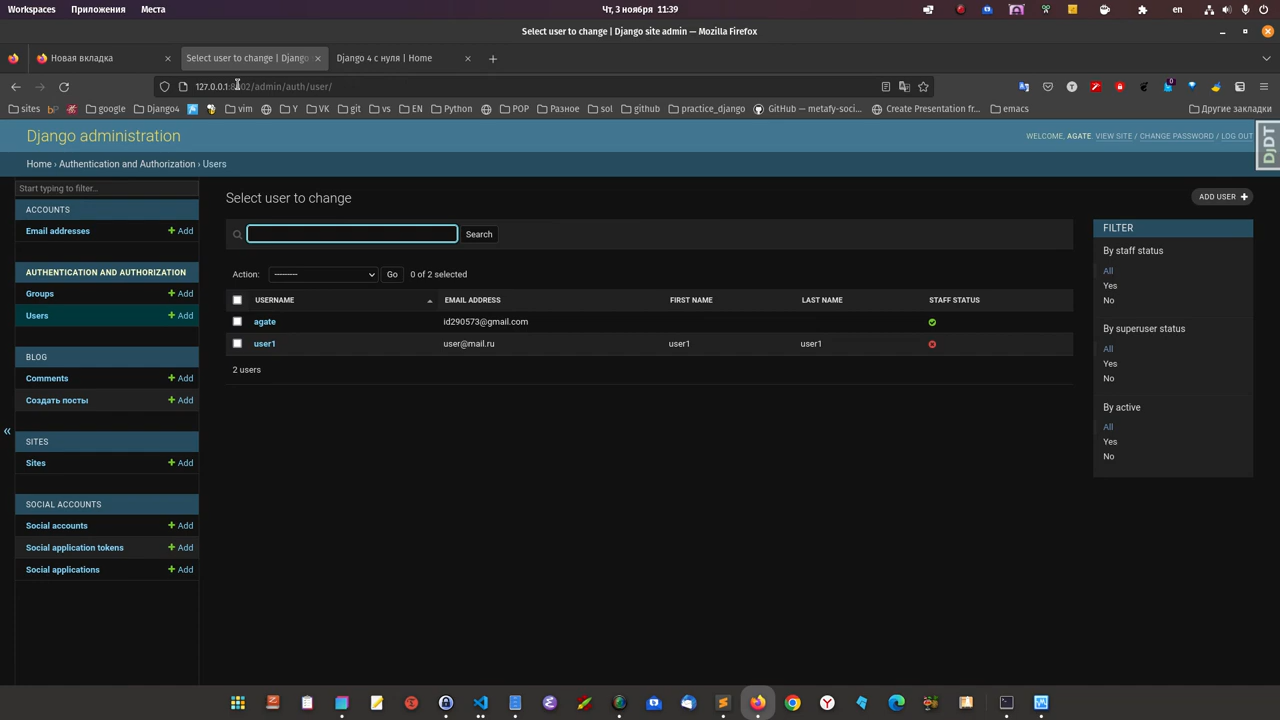 Workspaces Приложения Места Чт, 3 ноября 11:39 en
Select user to change | Django site admin — Mozilla Firefox
Новая вкладка Select user to change | Django Django 4 с нуля | Home
127.0.0.1: 02/admin/auth/user/
sites google Django4 vim Y VK git vs EN Python POP Разное sol github practice_django GitHub — metafy-soci... Create Presentation fr... emacs Другие закладки
Django administration
WELCOME, AGATE. VIEW SITE / CHANGE PASSWORD / LOG OUT
DjDT
Home › Authentication and Authorization › Users
Start typing to filter...
ACCOUNTS
Email addresses + Add
AUTHENTICATION AND AUTHORIZATION
Groups + Add
Users + Add
BLOG
Comments + Add
Создать посты + Add
SITES
Sites + Add
SOCIAL ACCOUNTS
Social accounts + Add
Social application tokens + Add
Social applications + Add
«
Select user to change
ADD USER +
Search
Action: --------- Go 0 of 2 selected
USERNAME EMAIL ADDRESS FIRST NAME LAST NAME STAFF STATUS
agate id290573@gmail.com
user1 user@mail.ru user1 user1
2 users
FILTER
By staff status
All
Yes
No
By superuser status
All
Yes
No
By active
All
Yes
No